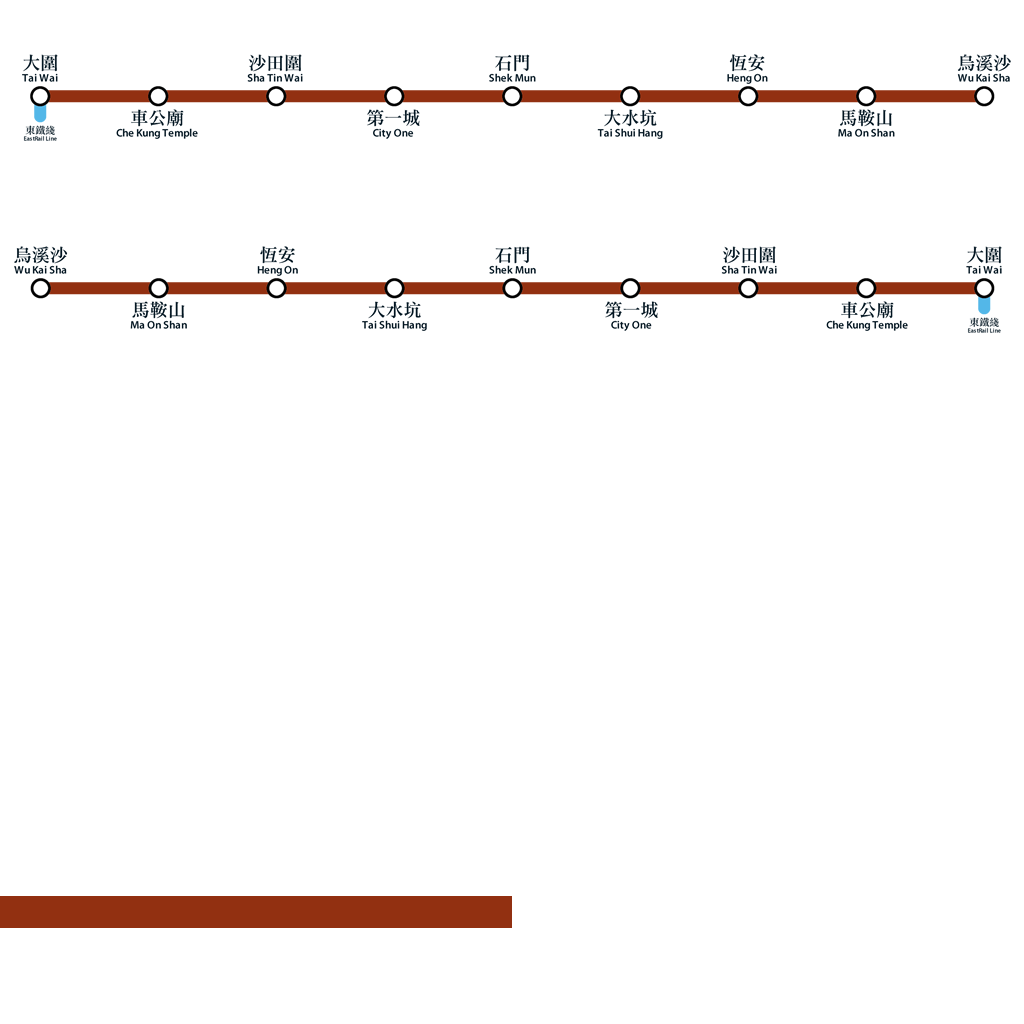 大圍
Tai Wai
沙田圍
Sha Tin Wai
石門
Shek Mun
恆安
Heng On
烏溪沙
Wu Kai Sha
車公廟
Che Kung Temple
第一城
City One
大水坑
Tai Shui Hang
馬鞍山
Ma On Shan
東鐵綫
EastRail Line
烏溪沙
Wu Kai Sha
恆安
Heng On
石門
Shek Mun
沙田圍
Sha Tin Wai
大圍
Tai Wai
馬鞍山
Ma On Shan
大水坑
Tai Shui Hang
第一城
City One
車公廟
Che Kung Temple
東鐵綫
EastRail Line